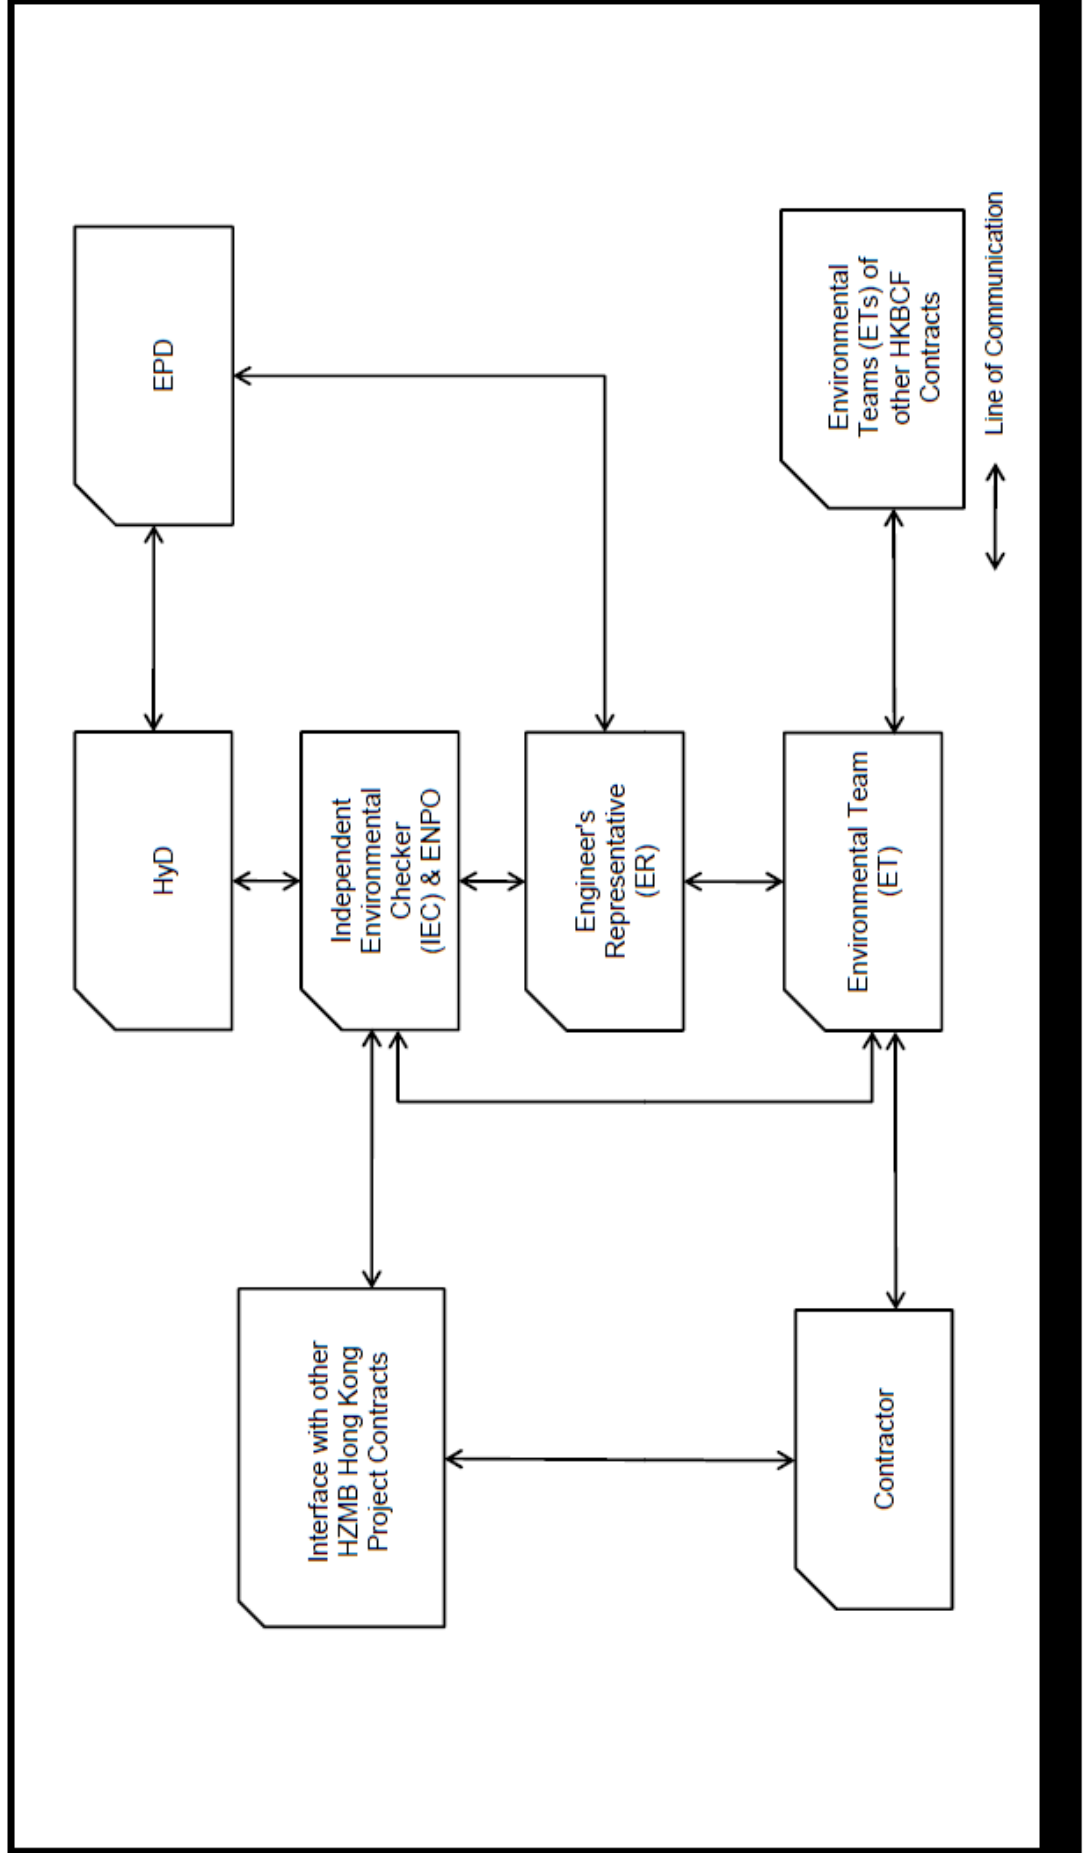 HyD
EPD
Interface with other
HZMB Hong Kong
Project Contracts
Independent
Environmental
Checker
(IEC) & ENPO
Engineer's
Representative
(ER)
Contractor
Environmental Team
(ET)
Environmental
Teams (ETs) of
other HKBCF
Contracts
Line of Communication